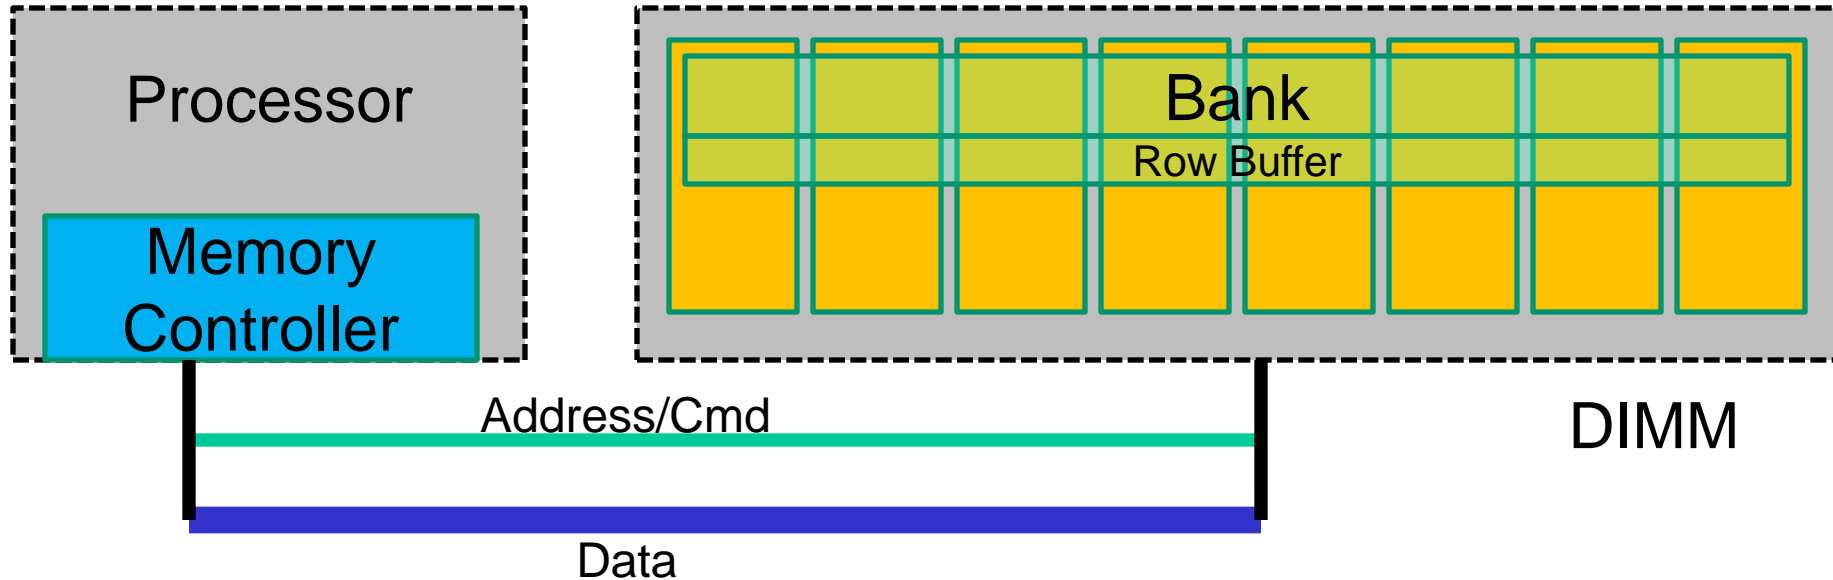 Processor
Bank
Row Buffer
Memory
Controller
Address/Cmd
DIMM
Data